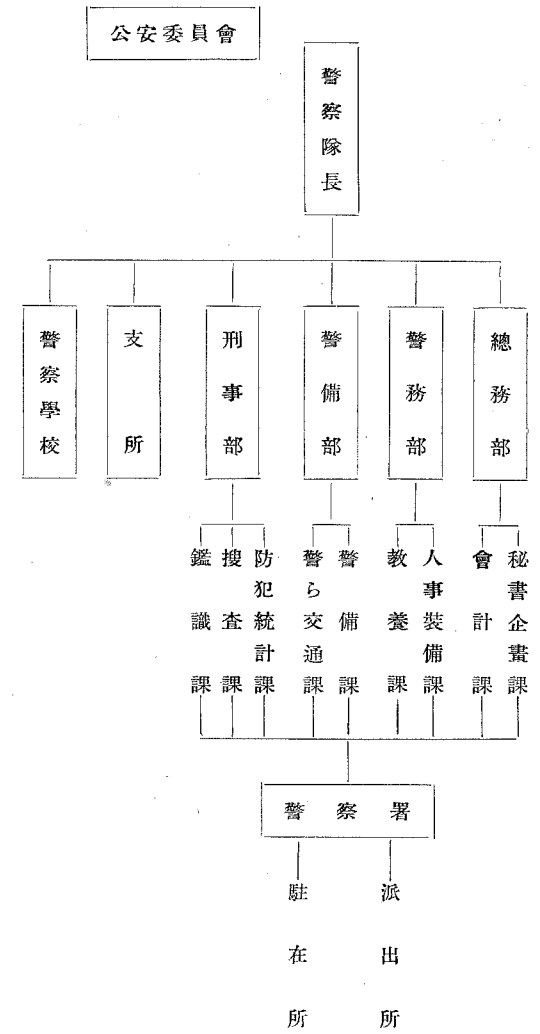 公安委員會
警察隊長
總務部
警務部
警備部
刑事部
支所
警察學校
秘書企畫課
會計課
人事裝備課
教養課
警備課
警ら交通課
防犯統計課
搜査課
鑑識課
警察署
派出所
駐在所